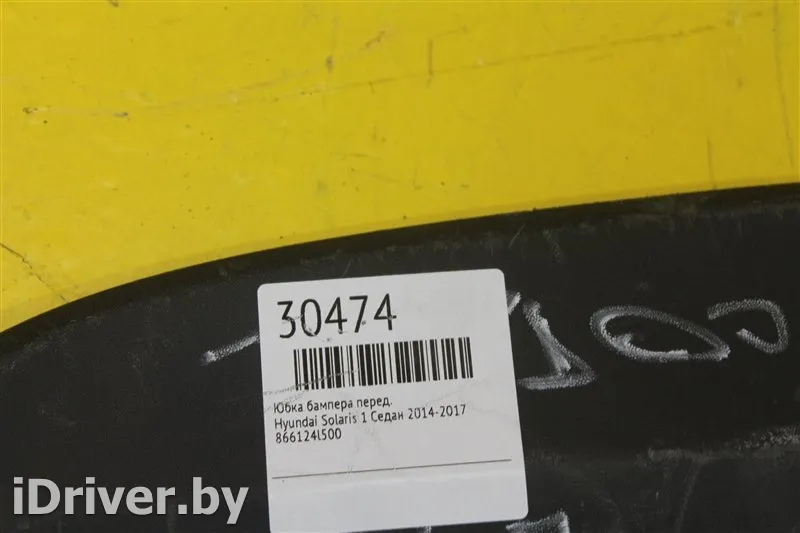 30474
Юбка бампера перед.
Hyundai Solaris 1 Седан 2014-2017
866124l500
iDriver.by